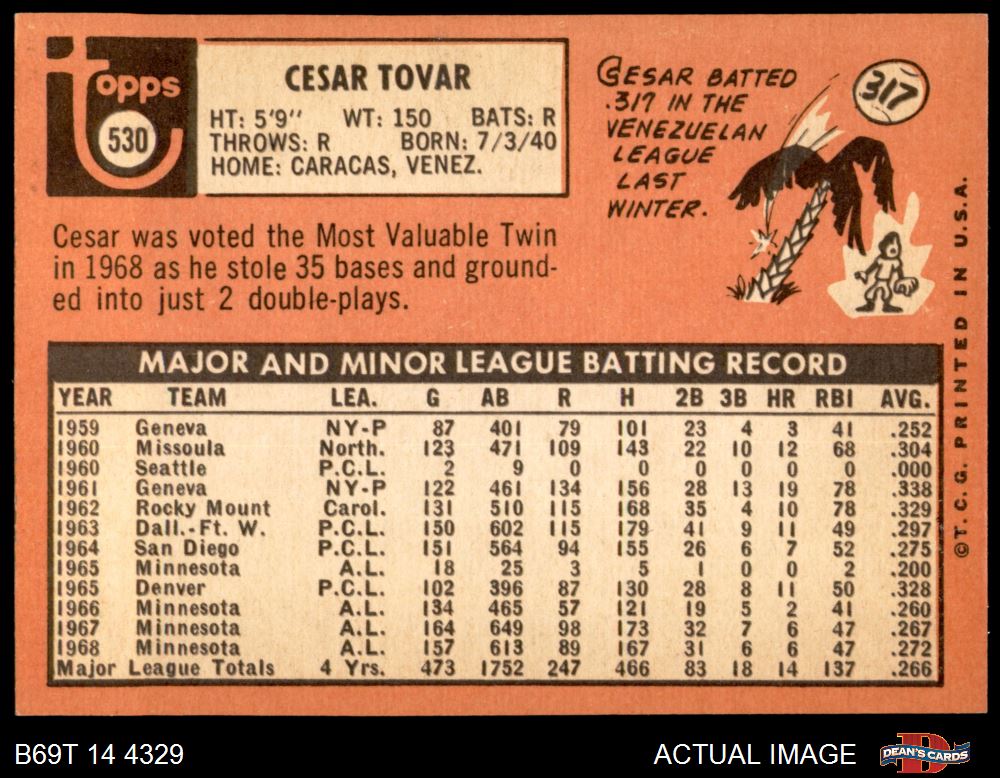 Topps
530
CESAR TOVAR
HT: 5'9" WT: 150 BATS: R
THROWS: R BORN: 7/3/40
HOME: CARACAS, VENEZ.
CESAR BATTED
.317 IN THE
VENEZUELAN
LEAGUE
LAST
WINTER.
317
Cesar was voted the Most Valuable Twin
in 1968 as he stole 35 bases and ground-
ed into just 2 double-plays.
MAJOR AND MINOR LEAGUE BATTING RECORD
YEAR TEAM LEA. G AB R H 2B 3B HR RBI AVG.
1959 Geneva NY-P 87 401 79 101 23 4 3 41 .252
1960 Missoula North. 123 471 109 143 22 10 12 68 .304
1960 Seattle P.C.L. 2 9 0 0 0 0 0 0 .000
1961 Geneva NY-P 122 461 134 156 28 13 19 78 .338
1962 Rocky Mount Carol. 131 510 115 168 35 4 10 78 .329
1963 Dall.-Ft. W. P.C.L. 150 602 115 179 41 9 11 49 .297
1964 San Diego P.C.L. 151 564 94 155 26 6 7 52 .275
1965 Minnesota A.L. 18 25 3 5 1 0 0 2 .200
1965 Denver P.C.L. 102 396 87 130 28 8 11 50 .328
1966 Minnesota A.L. 134 465 57 121 19 5 2 41 .260
1967 Minnesota A.L. 164 649 98 173 32 7 6 47 .267
1968 Minnesota A.L. 157 613 89 167 31 6 6 47 .272
Major League Totals 4 Yrs. 473 1752 247 466 83 18 14 137 .266
©T. C. G. PRINTED IN U.S.A.
B69T 14 4329
ACTUAL IMAGE
D
DEAN'S CARDS